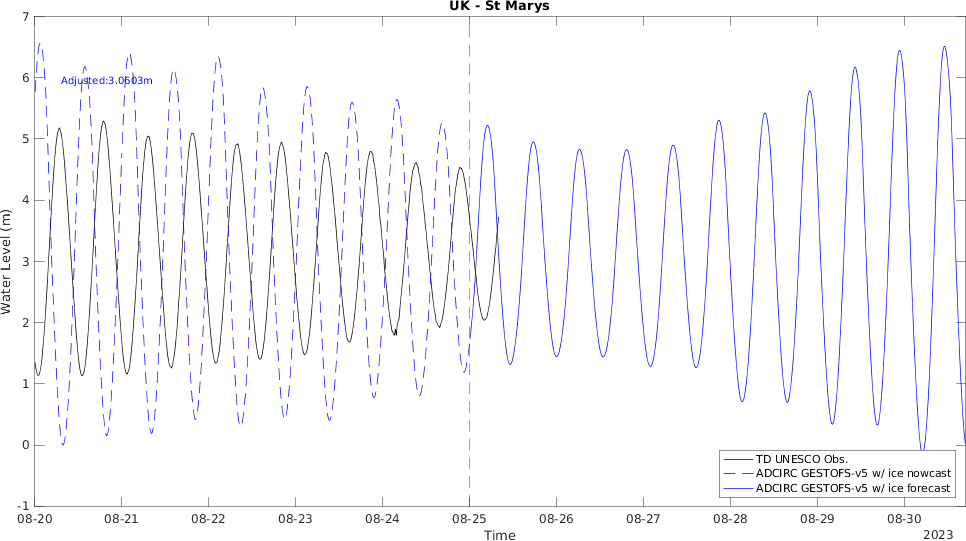 UK - St Marys
7
6
5
4
3
2
1
0
-1
Water Level (m)
Adjusted:3.0603m
TD UNESCO Obs.
ADCIRC GESTOFS-v5 w/ ice nowcast
ADCIRC GESTOFS-v5 w/ ice forecast
08-20 08-21 08-22 08-23 08-24 08-25 08-26 08-27 08-28 08-29 08-30
Time
2023